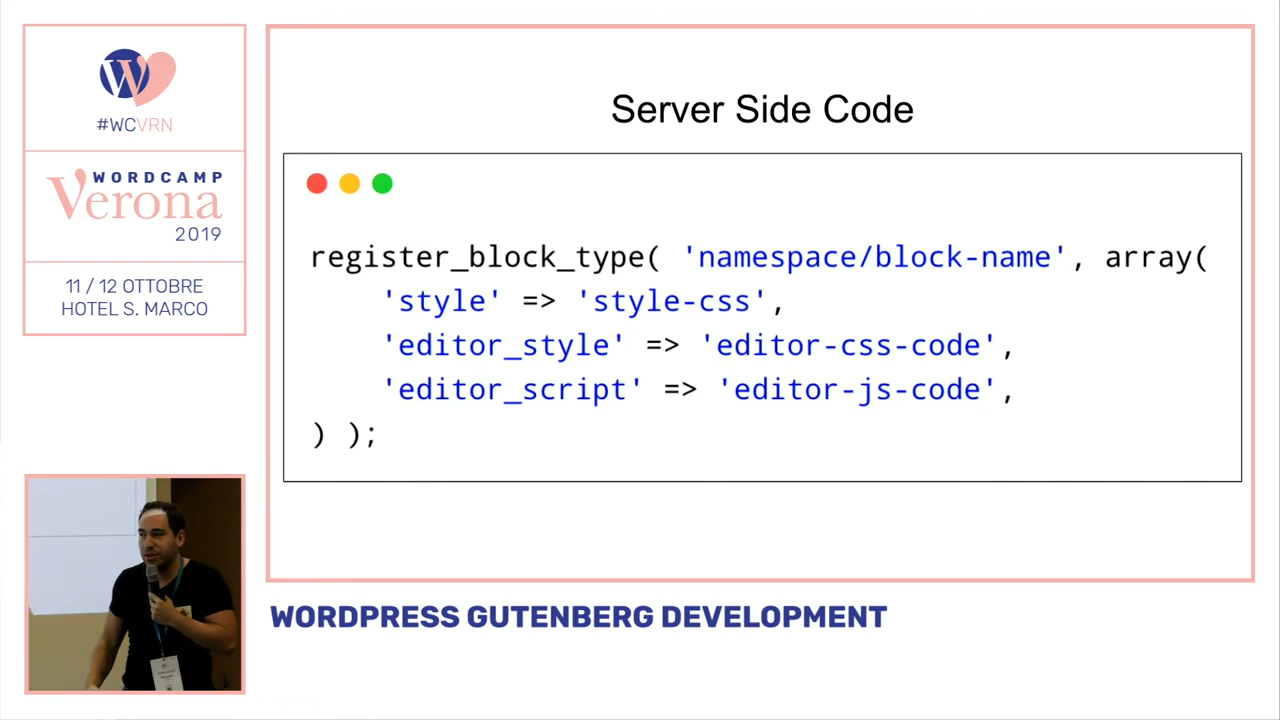 #WCVRN
WORDCAMP
Verona
2019
11 / 12 OTTOBRE
HOTEL S. MARCO
Server Side Code
register_block_type( 'namespace/block-name', array(
    'style' => 'style-css',
    'editor_style' => 'editor-css-code',
    'editor_script' => 'editor-js-code',
) );
WORDPRESS GUTENBERG DEVELOPMENT